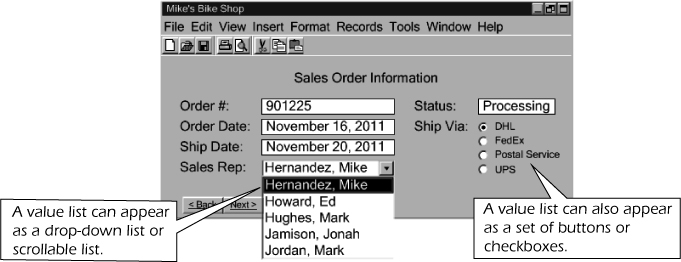 Mike's Bike Shop
File Edit View Insert Format Records Tools Window Help
Sales Order Information
Order #: 901225 Status: Processing
Order Date: November 16, 2011 Ship Via: DHL
FedEx
Ship Date: November 20, 2011
Postal Service
Sales Rep: Hernandez, Mike
UPS
Hernandez, Mike
< Back Next >
Howard, Ed
Hughes, Mark
Jamison, Jonah
Jordan, Mark
A value list can appear
as a drop-down list or
scrollable list.
A value list can also appear
as a set of buttons or
checkboxes.